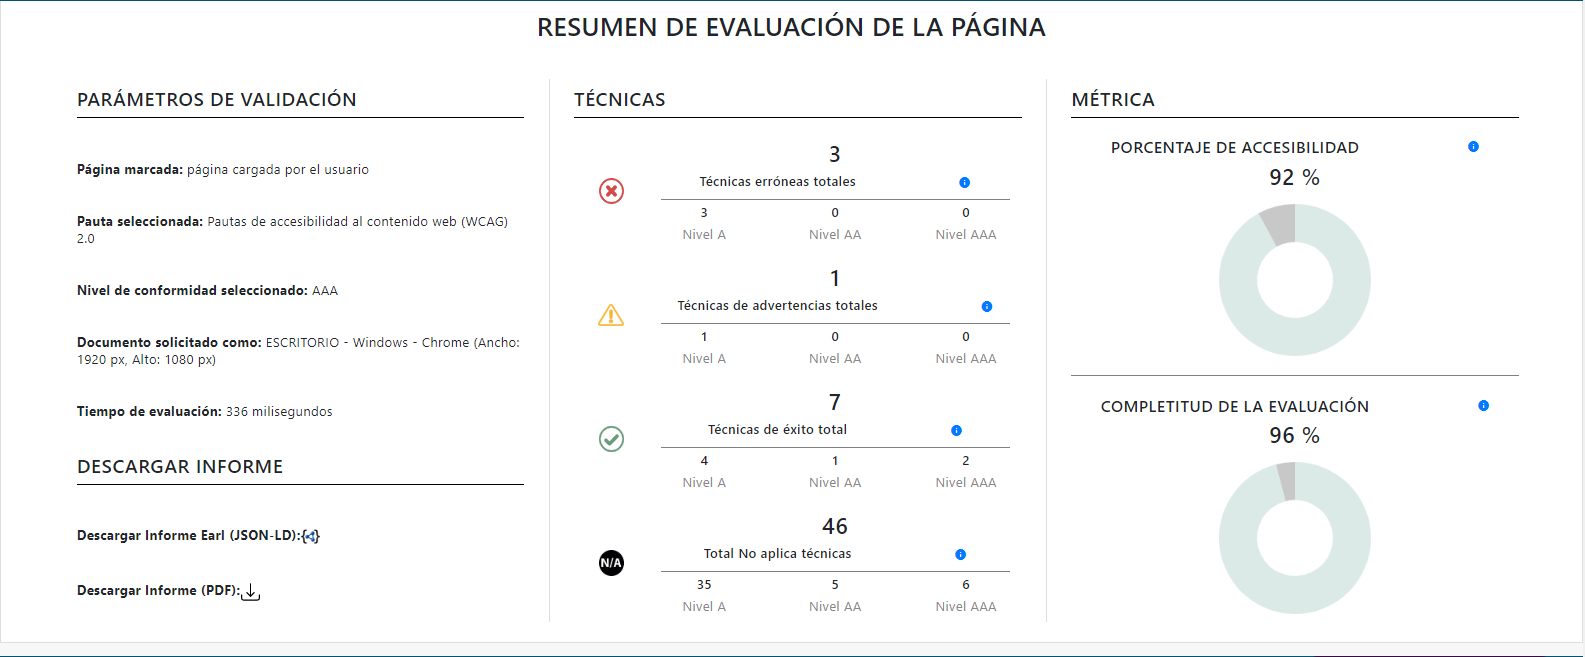 RESUMEN DE EVALUACIÓN DE LA PÁGINA
PARÁMETROS DE VALIDACIÓN
Página marcada: página cargada por el usuario
Pauta seleccionada: Pautas de accesibilidad al contenido web (WCAG)
2.0
Nivel de conformidad seleccionado: AAA
Documento solicitado como: ESCRITORIO - Windows - Chrome (Ancho:
1920 px, Alto: 1080 px)
Tiempo de evaluación: 336 milisegundos
DESCARGAR INFORME
Descargar Informe Earl (JSON-LD):
Descargar Informe (PDF):
TÉCNICAS
3
Técnicas erróneas totales
3 0 0
Nivel A Nivel AA Nivel AAA
1
Técnicas de advertencias totales
1 0 0
Nivel A Nivel AA Nivel AAA
7
Técnicas de éxito total
4 1 2
Nivel A Nivel AA Nivel AAA
46
N/A
Total No aplica técnicas
35 5 6
Nivel A Nivel AA Nivel AAA
MÉTRICA
PORCENTAJE DE ACCESIBILIDAD
92 %
COMPLETITUD DE LA EVALUACIÓN
96 %